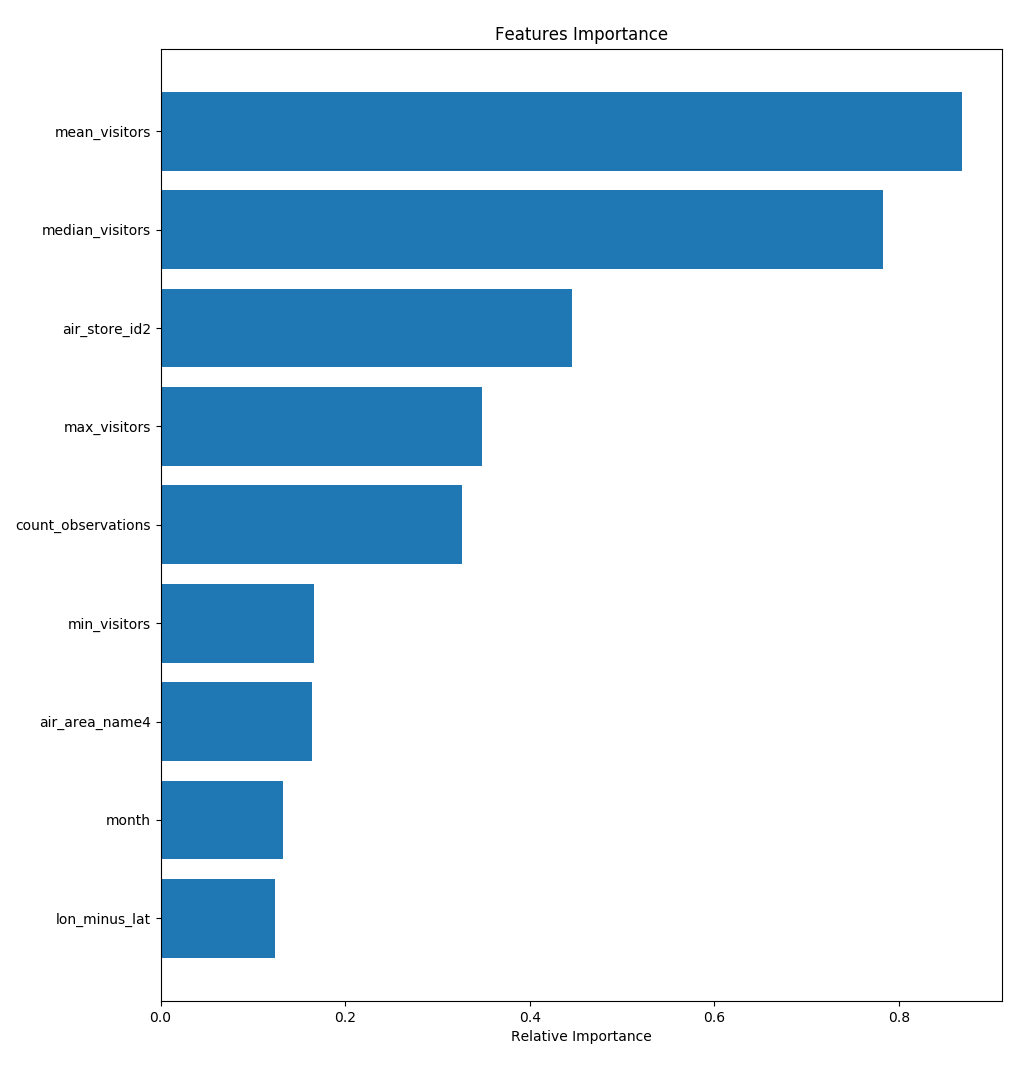 Features Importance
mean_visitors
median_visitors
air_store_id2
max_visitors
count_observations
min_visitors
air_area_name4
month
lon_minus_lat
0.0 0.2 0.4 0.6 0.8
Relative Importance